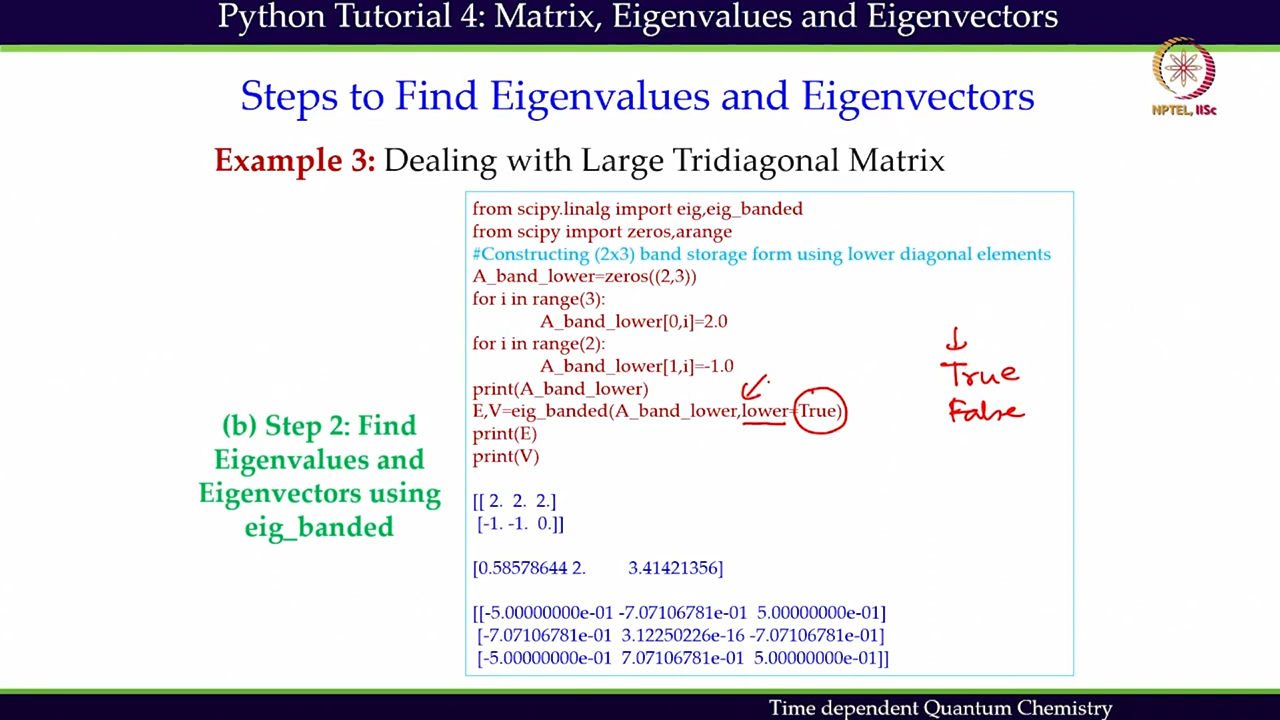 Python Tutorial 4: Matrix, Eigenvalues and Eigenvectors
NPTEL, IISc
Steps to Find Eigenvalues and Eigenvectors
Example 3: Dealing with Large Tridiagonal Matrix
from scipy.linalg import eig,eig_banded
from scipy import zeros,arange
#Constructing (2x3) band storage form using lower diagonal elements
A_band_lower=zeros((2,3))
for i in range(3):
A_band_lower[0,i]=2.0
for i in range(2):
A_band_lower[1,i]=-1.0
print(A_band_lower)
E,V=eig_banded(A_band_lower,lower=True)
print(E)
print(V)
True
False
(b) Step 2: Find
Eigenvalues and
Eigenvectors using
eig_banded
[[ 2. 2. 2.]
[-1. -1. 0.]]
[0.58578644 2. 3.41421356]
[[-5.00000000e-01 -7.07106781e-01 5.00000000e-01]
[-7.07106781e-01 3.12250226e-16 -7.07106781e-01]
[-5.00000000e-01 7.07106781e-01 5.00000000e-01]]
Time dependent Quantum Chemistry